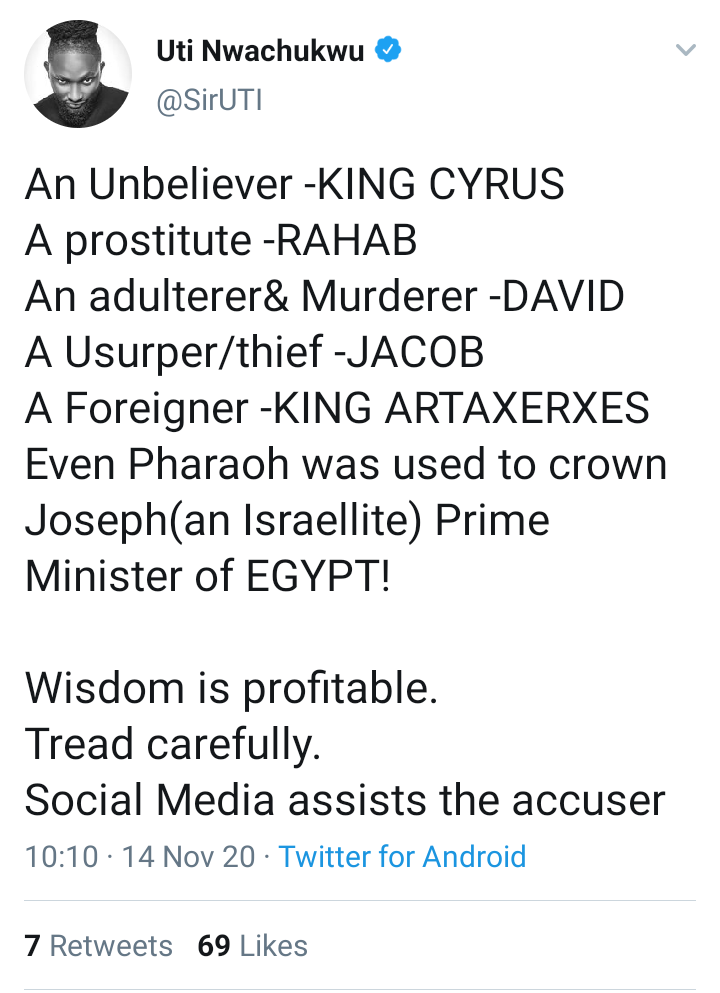 Uti Nwachukwu
@SirUTI
An Unbeliever -KING CYRUS
A prostitute -RAHAB
An adulterer& Murderer -DAVID
A Usurper/thief -JACOB
A Foreigner -KING ARTAXERXES
Even Pharaoh was used to crown
Joseph(an Israellite) Prime
Minister of EGYPT!
Wisdom is profitable.
Tread carefully.
Social Media assists the accuser
10:10 · 14 Nov 20 · Twitter for Android
7 Retweets 69 Likes